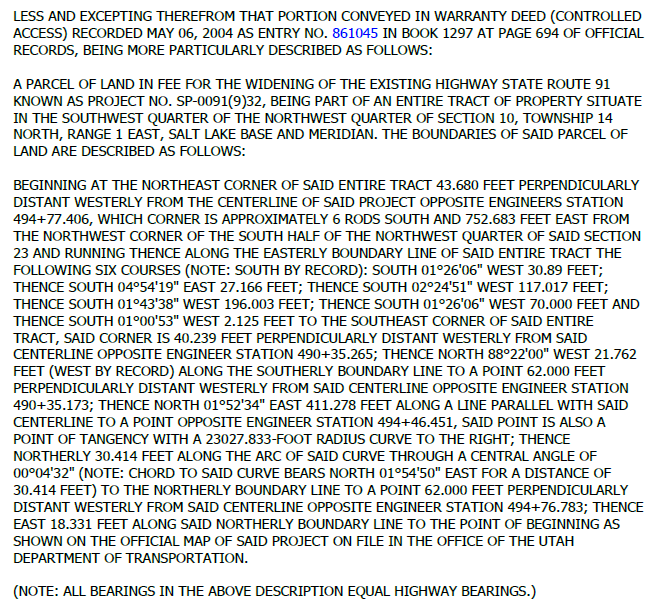 LESS AND EXCEPTING THEREFROM THAT PORTION CONVEYED IN WARRANTY DEED (CONTROLLED
ACCESS) RECORDED MAY 06, 2004 AS ENTRY NO. 861045 IN BOOK 1297 AT PAGE 694 OF OFFICIAL
RECORDS, BEING MORE PARTICULARLY DESCRIBED AS FOLLOWS:

A PARCEL OF LAND IN FEE FOR THE WIDENING OF THE EXISTING HIGHWAY STATE ROUTE 91
KNOWN AS PROJECT NO. SP-0091(9)32, BEING PART OF AN ENTIRE TRACT OF PROPERTY SITUATE
IN THE SOUTHWEST QUARTER OF THE NORTHWEST QUARTER OF SECTION 10, TOWNSHIP 14
NORTH, RANGE 1 EAST, SALT LAKE BASE AND MERIDIAN. THE BOUNDARIES OF SAID PARCEL OF
LAND ARE DESCRIBED AS FOLLOWS:

BEGINNING AT THE NORTHEAST CORNER OF SAID ENTIRE TRACT 43.680 FEET PERPENDICULARLY
DISTANT WESTERLY FROM THE CENTERLINE OF SAID PROJECT OPPOSITE ENGINEERS STATION
494+77.406, WHICH CORNER IS APPROXIMATELY 6 RODS SOUTH AND 752.683 FEET EAST FROM
THE NORTHWEST CORNER OF THE SOUTH HALF OF THE NORTHWEST QUARTER OF SAID SECTION
23 AND RUNNING THENCE ALONG THE EASTERLY BOUNDARY LINE OF SAID ENTIRE TRACT THE
FOLLOWING SIX COURSES (NOTE: SOUTH BY RECORD): SOUTH 01°26'06" WEST 30.89 FEET;
THENCE SOUTH 04°54'19" EAST 27.166 FEET; THENCE SOUTH 02°24'51" WEST 117.017 FEET;
THENCE SOUTH 01°43'38" WEST 196.003 FEET; THENCE SOUTH 01°26'06" WEST 70.000 FEET AND
THENCE SOUTH 01°00'53" WEST 2.125 FEET TO THE SOUTHEAST CORNER OF SAID ENTIRE
TRACT, SAID CORNER IS 40.239 FEET PERPENDICULARLY DISTANT WESTERLY FROM SAID
CENTERLINE OPPOSITE ENGINEER STATION 490+35.265; THENCE NORTH 88°22'00" WEST 21.762
FEET (WEST BY RECORD) ALONG THE SOUTHERLY BOUNDARY LINE TO A POINT 62.000 FEET
PERPENDICULARLY DISTANT WESTERLY FROM SAID CENTERLINE OPPOSITE ENGINEER STATION
490+35.173; THENCE NORTH 01°52'34" EAST 411.278 FEET ALONG A LINE PARALLEL WITH SAID
CENTERLINE TO A POINT OPPOSITE ENGINEER STATION 494+46.451, SAID POINT IS ALSO A
POINT OF TANGENCY WITH A 23027.833-FOOT RADIUS CURVE TO THE RIGHT; THENCE
NORTHERLY 30.414 FEET ALONG THE ARC OF SAID CURVE THROUGH A CENTRAL ANGLE OF
00°04'32" (NOTE: CHORD TO SAID CURVE BEARS NORTH 01°54'50" EAST FOR A DISTANCE OF
30.414 FEET) TO THE NORTHERLY BOUNDARY LINE TO A POINT 62.000 FEET PERPENDICULARLY
DISTANT WESTERLY FROM SAID CENTERLINE OPPOSITE ENGINEER STATION 494+76.783; THENCE
EAST 18.331 FEET ALONG SAID NORTHERLY BOUNDARY LINE TO THE POINT OF BEGINNING AS
SHOWN ON THE OFFICIAL MAP OF SAID PROJECT ON FILE IN THE OFFICE OF THE UTAH
DEPARTMENT OF TRANSPORTATION.

(NOTE: ALL BEARINGS IN THE ABOVE DESCRIPTION EQUAL HIGHWAY BEARINGS.)